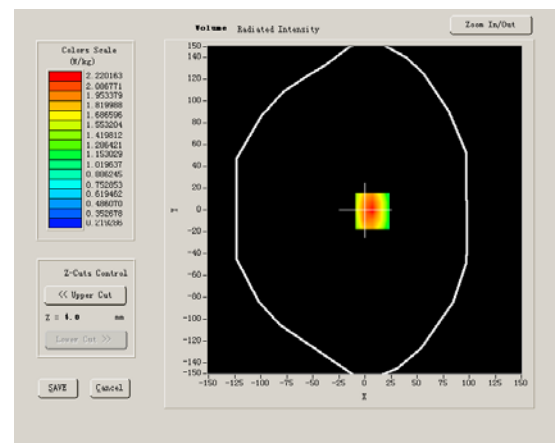 Volume Radiated Intensity
Zoom In/Out
Colors Scale
(W/kg)
2.220163
2.086771
1.953379
1.819988
1.686596
1.553204
1.419812
1.286421
1.153029
1.019637
0.886245
0.752853
0.619462
0.486070
0.352678
0.219286
Z-Cuts Control
<< Upper Cut
Z = 4.0 mm
Lower Cut >>
SAVE Cancel
150
120
100
80
60
40
20
0
-20
-40
-60
-80
-100
-120
-140
-150
Y
-150 -125 -100 -75 -50 -25 0 25 50 75 100 125 150
X